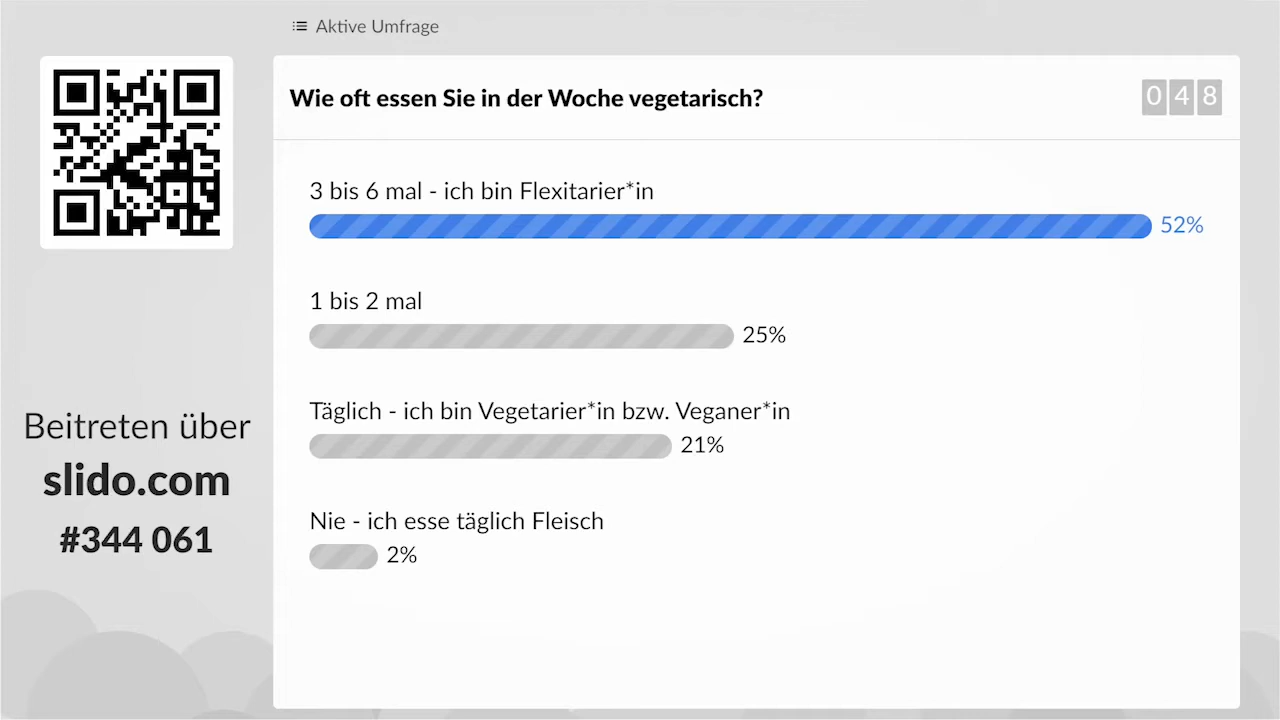 Aktive Umfrage
Wie oft essen Sie in der Woche vegetarisch?
048
3 bis 6 mal - ich bin Flexitarier*in
52%
1 bis 2 mal
25%
Täglich - ich bin Vegetarier*in bzw. Veganer*in
21%
Nie - ich esse täglich Fleisch
2%
Beitreten über
slido.com
#344 061